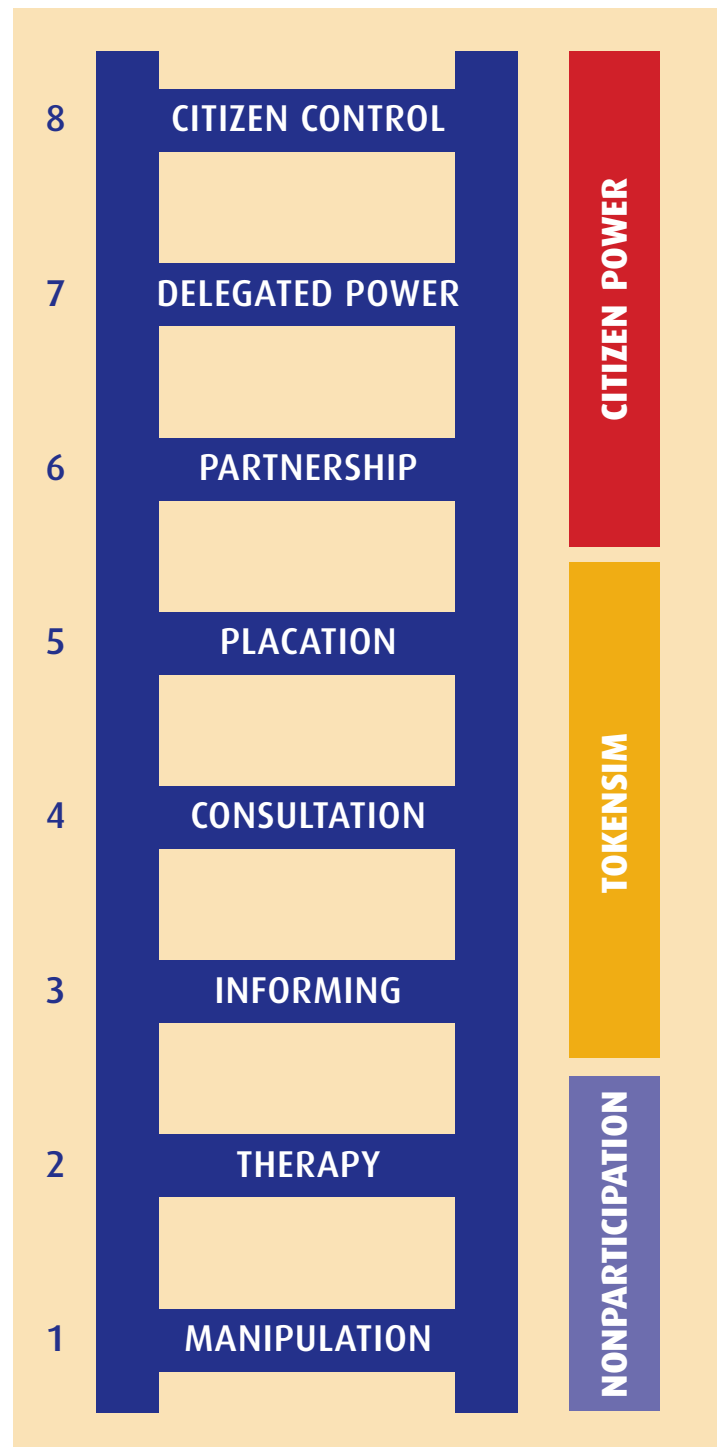 8 CITIZEN CONTROL
7 DELEGATED POWER
6 PARTNERSHIP
5 PLACATION
4 CONSULTATION
3 INFORMING
2 THERAPY
1 MANIPULATION
CITIZEN POWER
TOKENSIM
NONPARTICIPATION